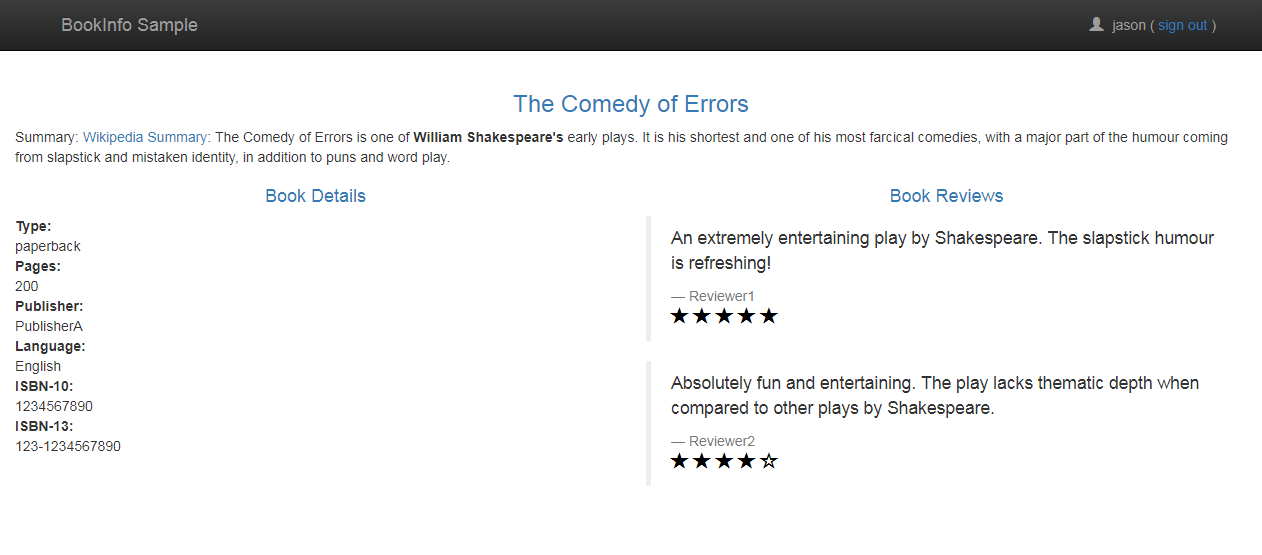 BookInfo Sample
jason ( sign out )
The Comedy of Errors
Summary: Wikipedia Summary: The Comedy of Errors is one of William Shakespeare's early plays. It is his shortest and one of his most farcical comedies, with a major part of the humour coming
from slapstick and mistaken identity, in addition to puns and word play.
Book Details
Type:
paperback
Pages:
200
Publisher:
PublisherA
Language:
English
ISBN-10:
1234567890
ISBN-13:
123-1234567890
Book Reviews
An extremely entertaining play by Shakespeare. The slapstick humour
is refreshing!
— Reviewer1
★★★★★
Absolutely fun and entertaining. The play lacks thematic depth when
compared to other plays by Shakespeare.
— Reviewer2
★★★★☆